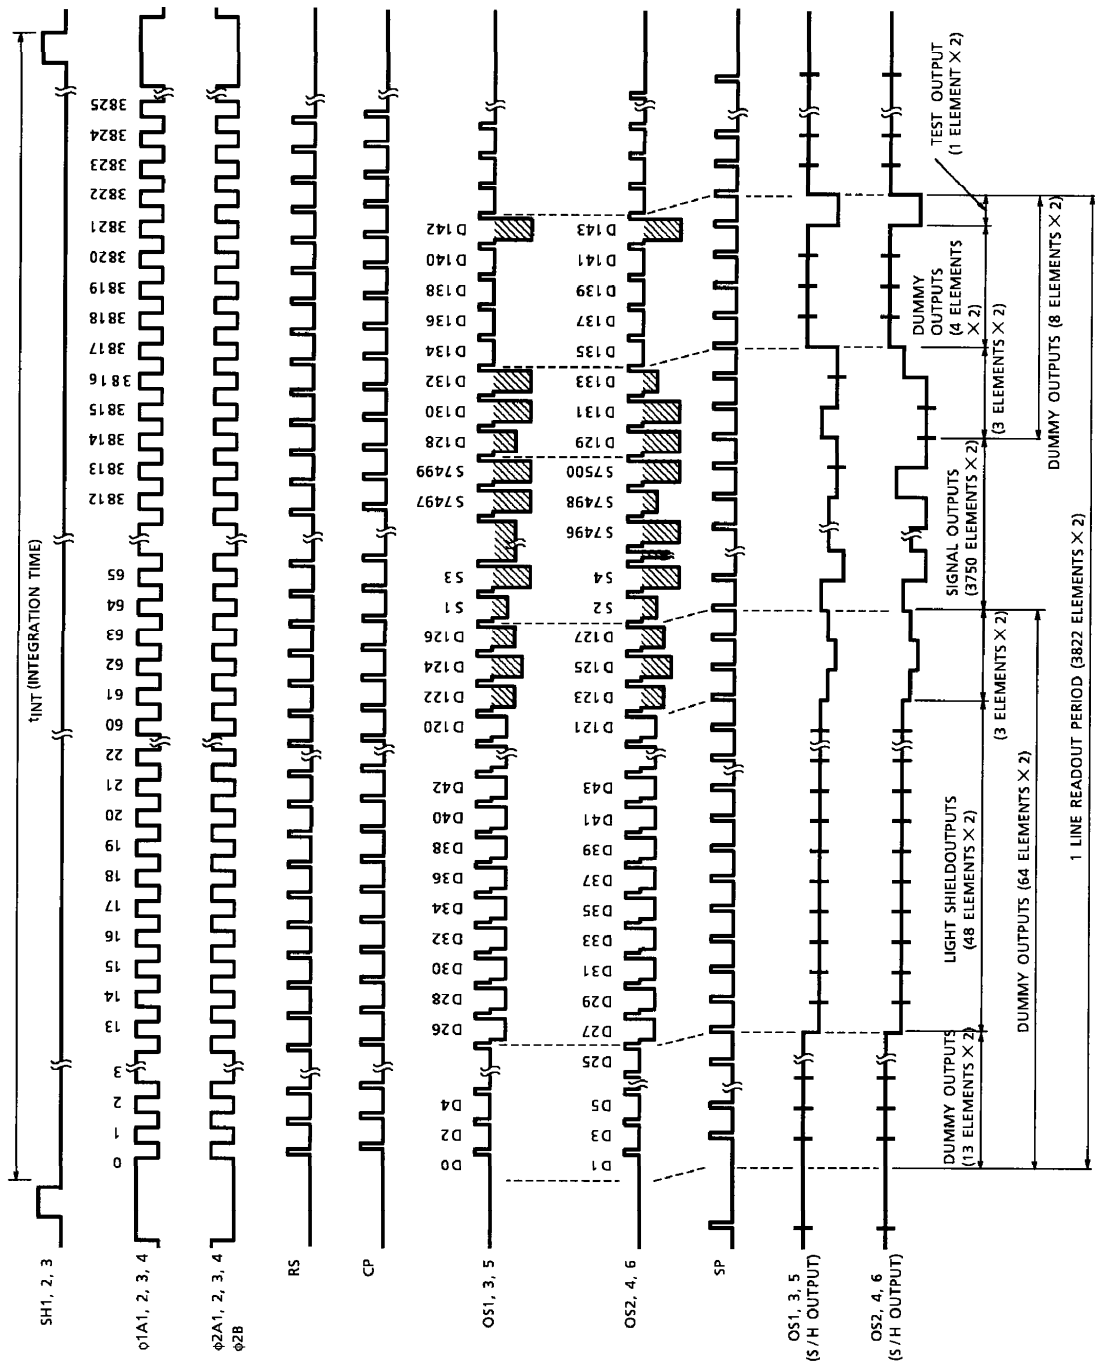 tINT (INTEGRATION TIME)
SH1, 2, 3
φ1A1, 2, 3, 4
0 1 2 3 13 14 15 16 17 18 19 20 21 22 60 61 62 63 64 65 3812 3813 3814 3815 3816 3817 3818 3819 3820 3821 3822 3823 3824 3825
φ2A1, 2, 3, 4
φ2B
RS
CP
OS1, 3, 5
D0 D2 D4 D26 D28 D30 D32 D34 D36 D38 D40 D42 D120 D122 D124 D126 S1 S3 S7497 S7499 D128 D130 D132 D134 D136 D138 D140 D142
OS2, 4, 6
D1 D3 D5 D25 D27 D29 D31 D33 D35 D37 D39 D41 D43 D121 D123 D125 D127 S2 S4 S7496 S7498 S7500 D129 D131 D133 D135 D137 D139 D141 D143
SP
OS1, 3, 5
(S/H OUTPUT)
OS2, 4, 6
(S/H OUTPUT)
DUMMY OUTPUTS
(13 ELEMENTS × 2)
LIGHT SHIELDOUTPUTS
(48 ELEMENTS × 2)
(3 ELEMENTS × 2)
SIGNAL OUTPUTS
(3750 ELEMENTS × 2)
(3 ELEMENTS × 2)
DUMMY
OUTPUTS
(4 ELEMENTS
× 2)
TEST OUTPUT
(1 ELEMENT × 2)
DUMMY OUTPUTS (64 ELEMENTS × 2)
DUMMY OUTPUTS (8 ELEMENTS × 2)
1 LINE READOUT PERIOD (3822 ELEMENTS × 2)